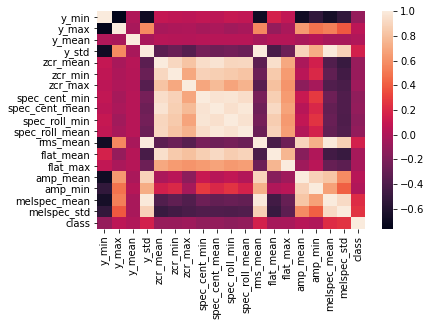 y_min
y_max
y_mean
y_std
zcr_mean
zcr_min
zcr_max
spec_cent_min
spec_cent_mean
spec_roll_min
spec_roll_mean
rms_mean
flat_mean
flat_max
amp_mean
amp_min
melspec_mean
melspec_std
class
y_min
y_max
y_mean
y_std
zcr_mean
zcr_min
zcr_max
spec_cent_min
spec_cent_mean
spec_roll_min
spec_roll_mean
rms_mean
flat_mean
flat_max
amp_mean
amp_min
melspec_mean
melspec_std
class
1.0
0.8
0.6
0.4
0.2
0.0
−0.2
−0.4
−0.6